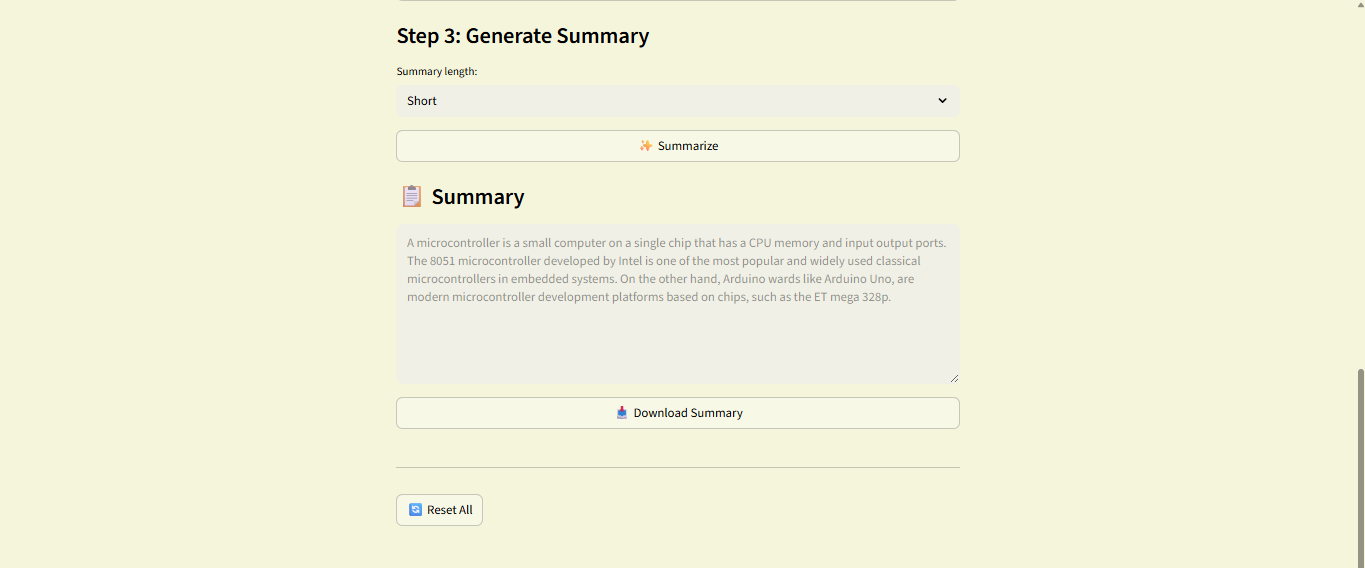 Step 3: Generate Summary
Summary length:
Short
✨ Summarize
📋 Summary
A microcontroller is a small computer on a single chip that has a CPU memory and input output ports.
The 8051 microcontroller developed by Intel is one of the most popular and widely used classical
microcontrollers in embedded systems. On the other hand, Arduino wards like Arduino Uno, are
modern microcontroller development platforms based on chips, such as the ET mega 328p.
📥 Download Summary
🔄 Reset All